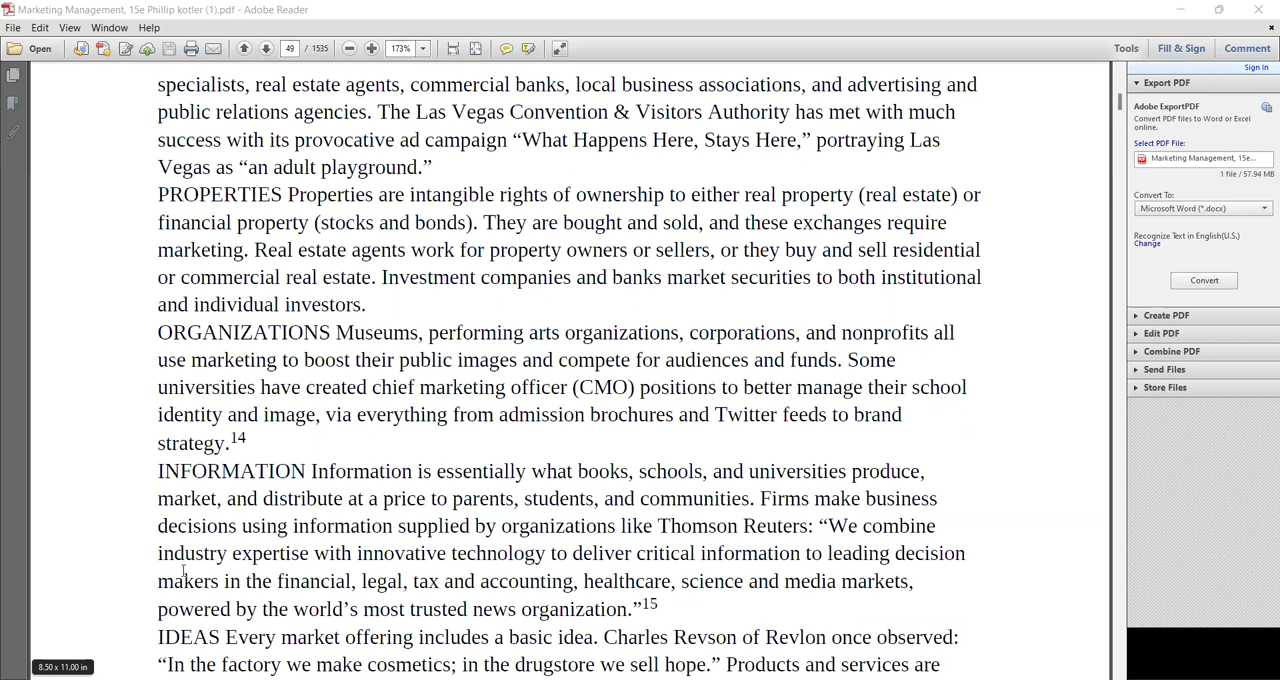 Marketing Management, 15e Phillip kotler (1).pdf - Adobe Reader
File Edit View Window Help
Open 49 / 1535 173% Tools Fill & Sign Comment
Sign In
specialists, real estate agents, commercial banks, local business associations, and advertising and
public relations agencies. The Las Vegas Convention & Visitors Authority has met with much
success with its provocative ad campaign “What Happens Here, Stays Here,” portraying Las
Vegas as “an adult playground.”
PROPERTIES Properties are intangible rights of ownership to either real property (real estate) or
financial property (stocks and bonds). They are bought and sold, and these exchanges require
marketing. Real estate agents work for property owners or sellers, or they buy and sell residential
or commercial real estate. Investment companies and banks market securities to both institutional
and individual investors.
ORGANIZATIONS Museums, performing arts organizations, corporations, and nonprofits all
use marketing to boost their public images and compete for audiences and funds. Some
universities have created chief marketing officer (CMO) positions to better manage their school
identity and image, via everything from admission brochures and Twitter feeds to brand
strategy.14
INFORMATION Information is essentially what books, schools, and universities produce,
market, and distribute at a price to parents, students, and communities. Firms make business
decisions using information supplied by organizations like Thomson Reuters: “We combine
industry expertise with innovative technology to deliver critical information to leading decision
makers in the financial, legal, tax and accounting, healthcare, science and media markets,
powered by the world’s most trusted news organization.”15
IDEAS Every market offering includes a basic idea. Charles Revson of Revlon once observed:
“In the factory we make cosmetics; in the drugstore we sell hope.” Products and services are
8.50 x 11.00 in
Export PDF
Adobe ExportPDF
Convert PDF files to Word or Excel
online.
Select PDF File:
Marketing Management, 15e...
1 file / 57.94 MB
Convert To:
Microsoft Word (*.docx)
Recognize Text in English(U.S.)
Change
Convert
Create PDF
Edit PDF
Combine PDF
Send Files
Store Files